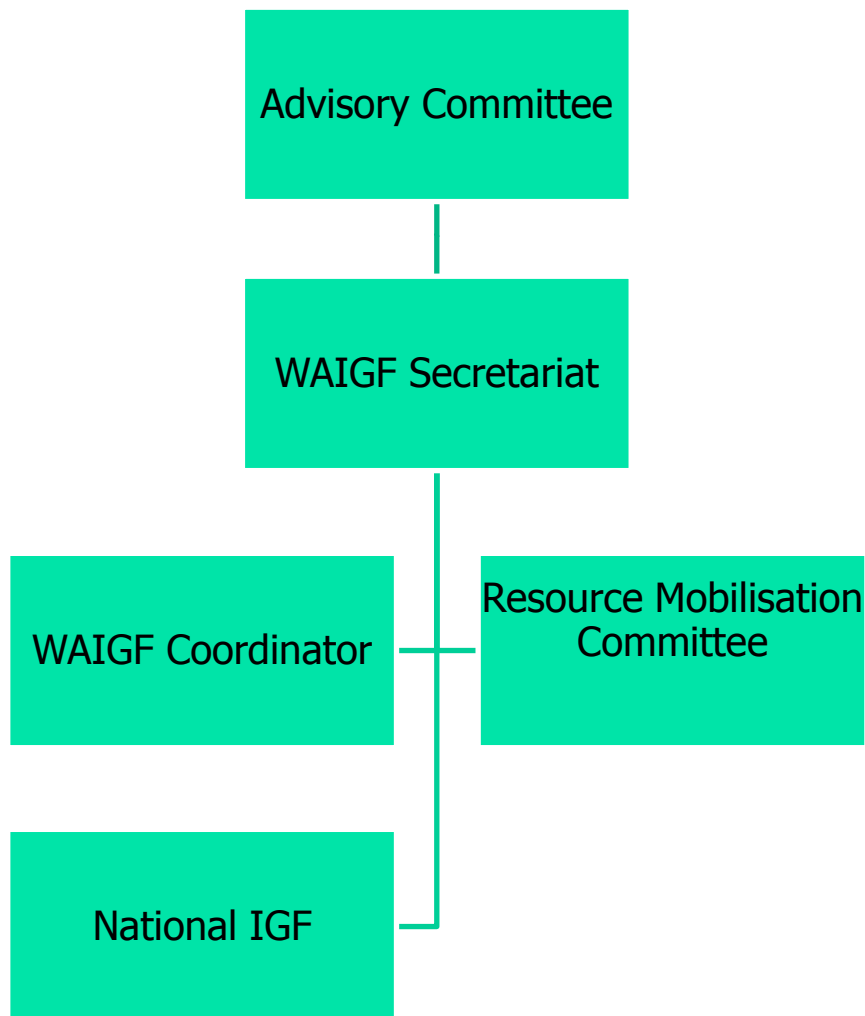 Advisory Committee
WAIGF Secretariat
WAIGF Coordinator
Resource Mobilisation
Committee
National IGF